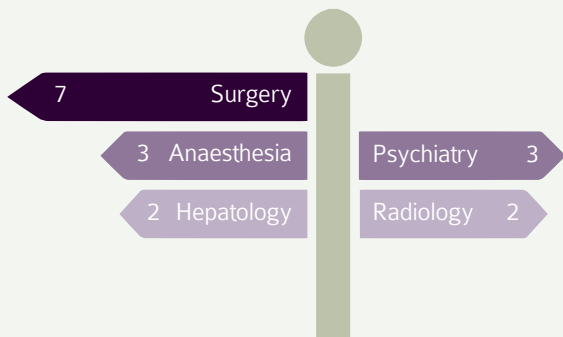 7 Surgery
3 Anaesthesia
Psychiatry 3
2 Hepatology
Radiology 2